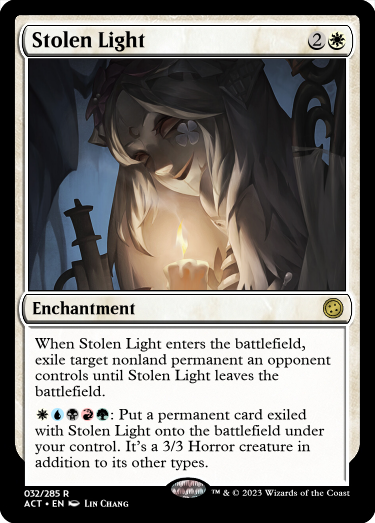 Stolen Light 2
Enchantment
When Stolen Light enters the battlefield,
exile target nonland permanent an opponent
controls until Stolen Light leaves the
battlefield.
: Put a permanent card exiled
with Stolen Light onto the battlefield under
your control. It's a 3/3 Horror creature in
addition to its other types.
032/285 R
ACT • EN LIN CHANG ™ & © 2023 Wizards of the Coast